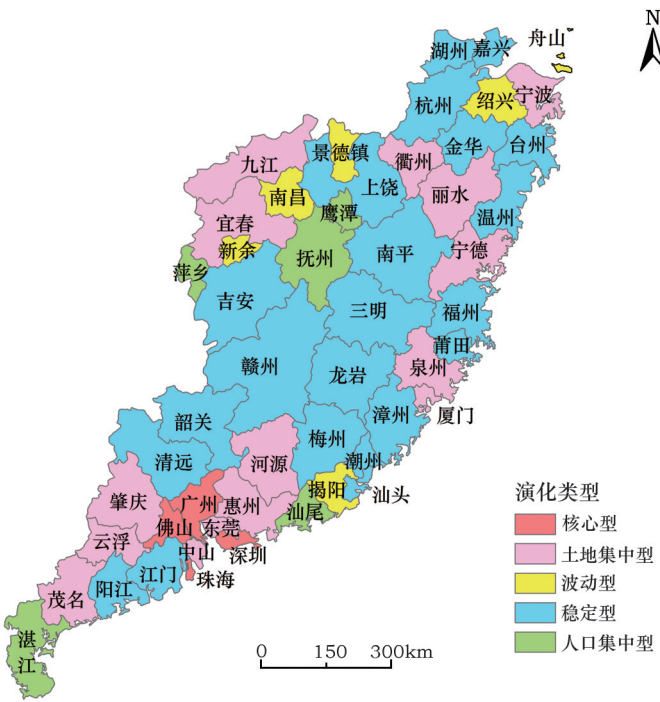 N
舟山
湖州
嘉兴
杭州
绍兴
宁波
金华
台州
衢州
丽水
温州
景德镇
九江
上饶
南昌
鹰潭
宜春
新余
抚州
南平
宁德
萍乡
吉安
三明
福州
莆田
赣州
龙岩
泉州
厦门
漳州
韶关
梅州
潮州
清远
河源
揭阳
汕头
肇庆
广州
惠州
汕尾
佛山
东莞
云浮
中山
深圳
江门
珠海
阳江
茂名
湛江
演化类型
核心型
土地集中型
波动型
稳定型
人口集中型
0 150 300km